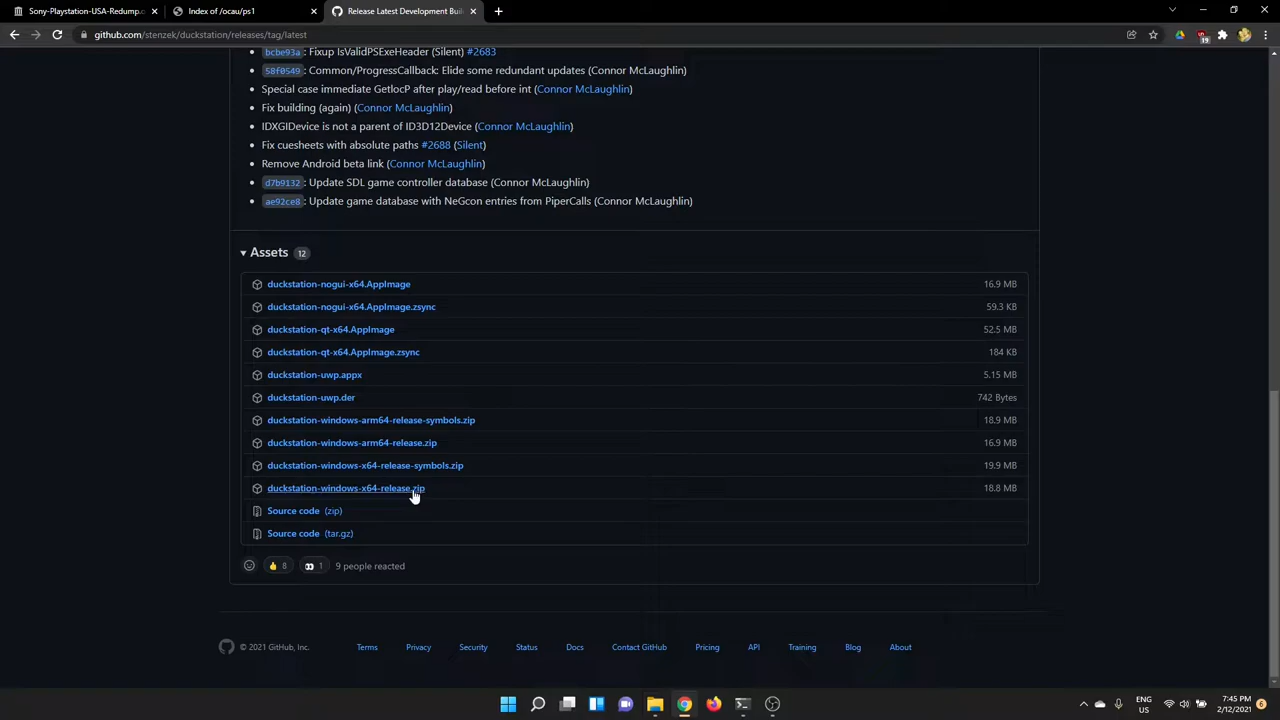 Sony-Playstation-USA-Redump.o
Index of /ocau/ps1
Release Latest Development Buil
github.com/stenzek/duckstation/releases/tag/latest
19
bcbe93a: Fixup IsValidPSExeHeader (Silent) #2683
58f0549: Common/ProgressCallback: Elide some redundant updates (Connor McLaughlin)
Special case immediate GetlocP after play/read before int (Connor McLaughlin)
Fix building (again) (Connor McLaughlin)
IDXGIDevice is not a parent of ID3D12Device (Connor McLaughlin)
Fix cuesheets with absolute paths #2688 (Silent)
Remove Android beta link (Connor McLaughlin)
d7b9132: Update SDL game controller database (Connor McLaughlin)
ae92ce8: Update game database with NeGcon entries from PiperCalls (Connor McLaughlin)
Assets 12
duckstation-nogui-x64.AppImage 16.9 MB
duckstation-nogui-x64.AppImage.zsync 59.3 KB
duckstation-qt-x64.AppImage 52.5 MB
duckstation-qt-x64.AppImage.zsync 184 KB
duckstation-uwp.appx 5.15 MB
duckstation-uwp.der 742 Bytes
duckstation-windows-arm64-release-symbols.zip 18.9 MB
duckstation-windows-arm64-release.zip 16.9 MB
duckstation-windows-x64-release-symbols.zip 19.9 MB
duckstation-windows-x64-release.zip 18.8 MB
Source code (zip)
Source code (tar.gz)
8 1 9 people reacted
© 2021 GitHub, Inc. Terms Privacy Security Status Docs Contact GitHub Pricing API Training Blog About
ENG
US
7:45 PM
2/12/2021
6